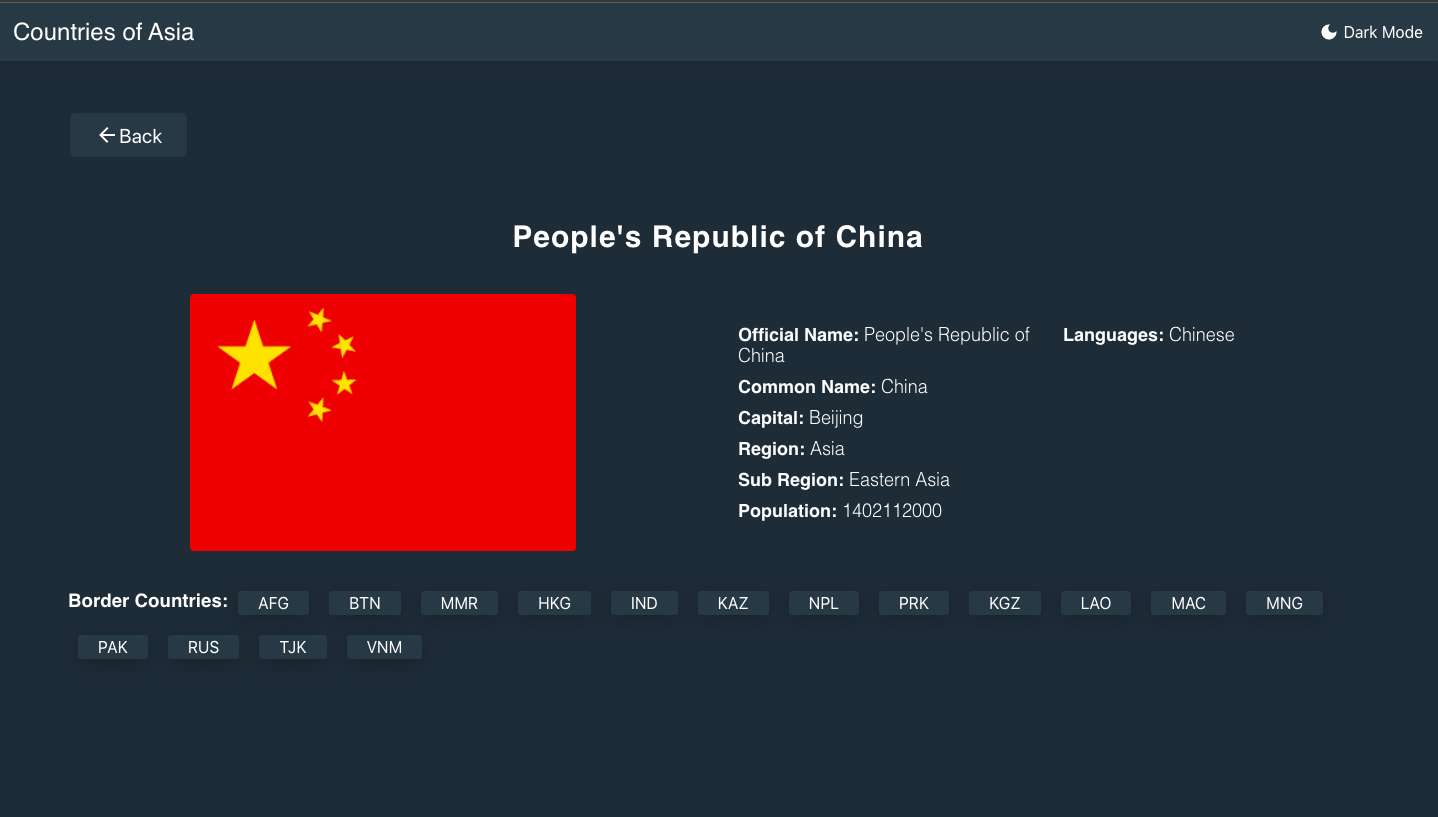 Countries of Asia
Dark Mode
Back
People's Republic of China
Official Name: People's Republic of
China
Languages: Chinese
Common Name: China
Capital: Beijing
Region: Asia
Sub Region: Eastern Asia
Population: 1402112000
Border Countries: AFG BTN MMR HKG IND KAZ NPL PRK KGZ LAO MAC MNG
PAK RUS TJK VNM